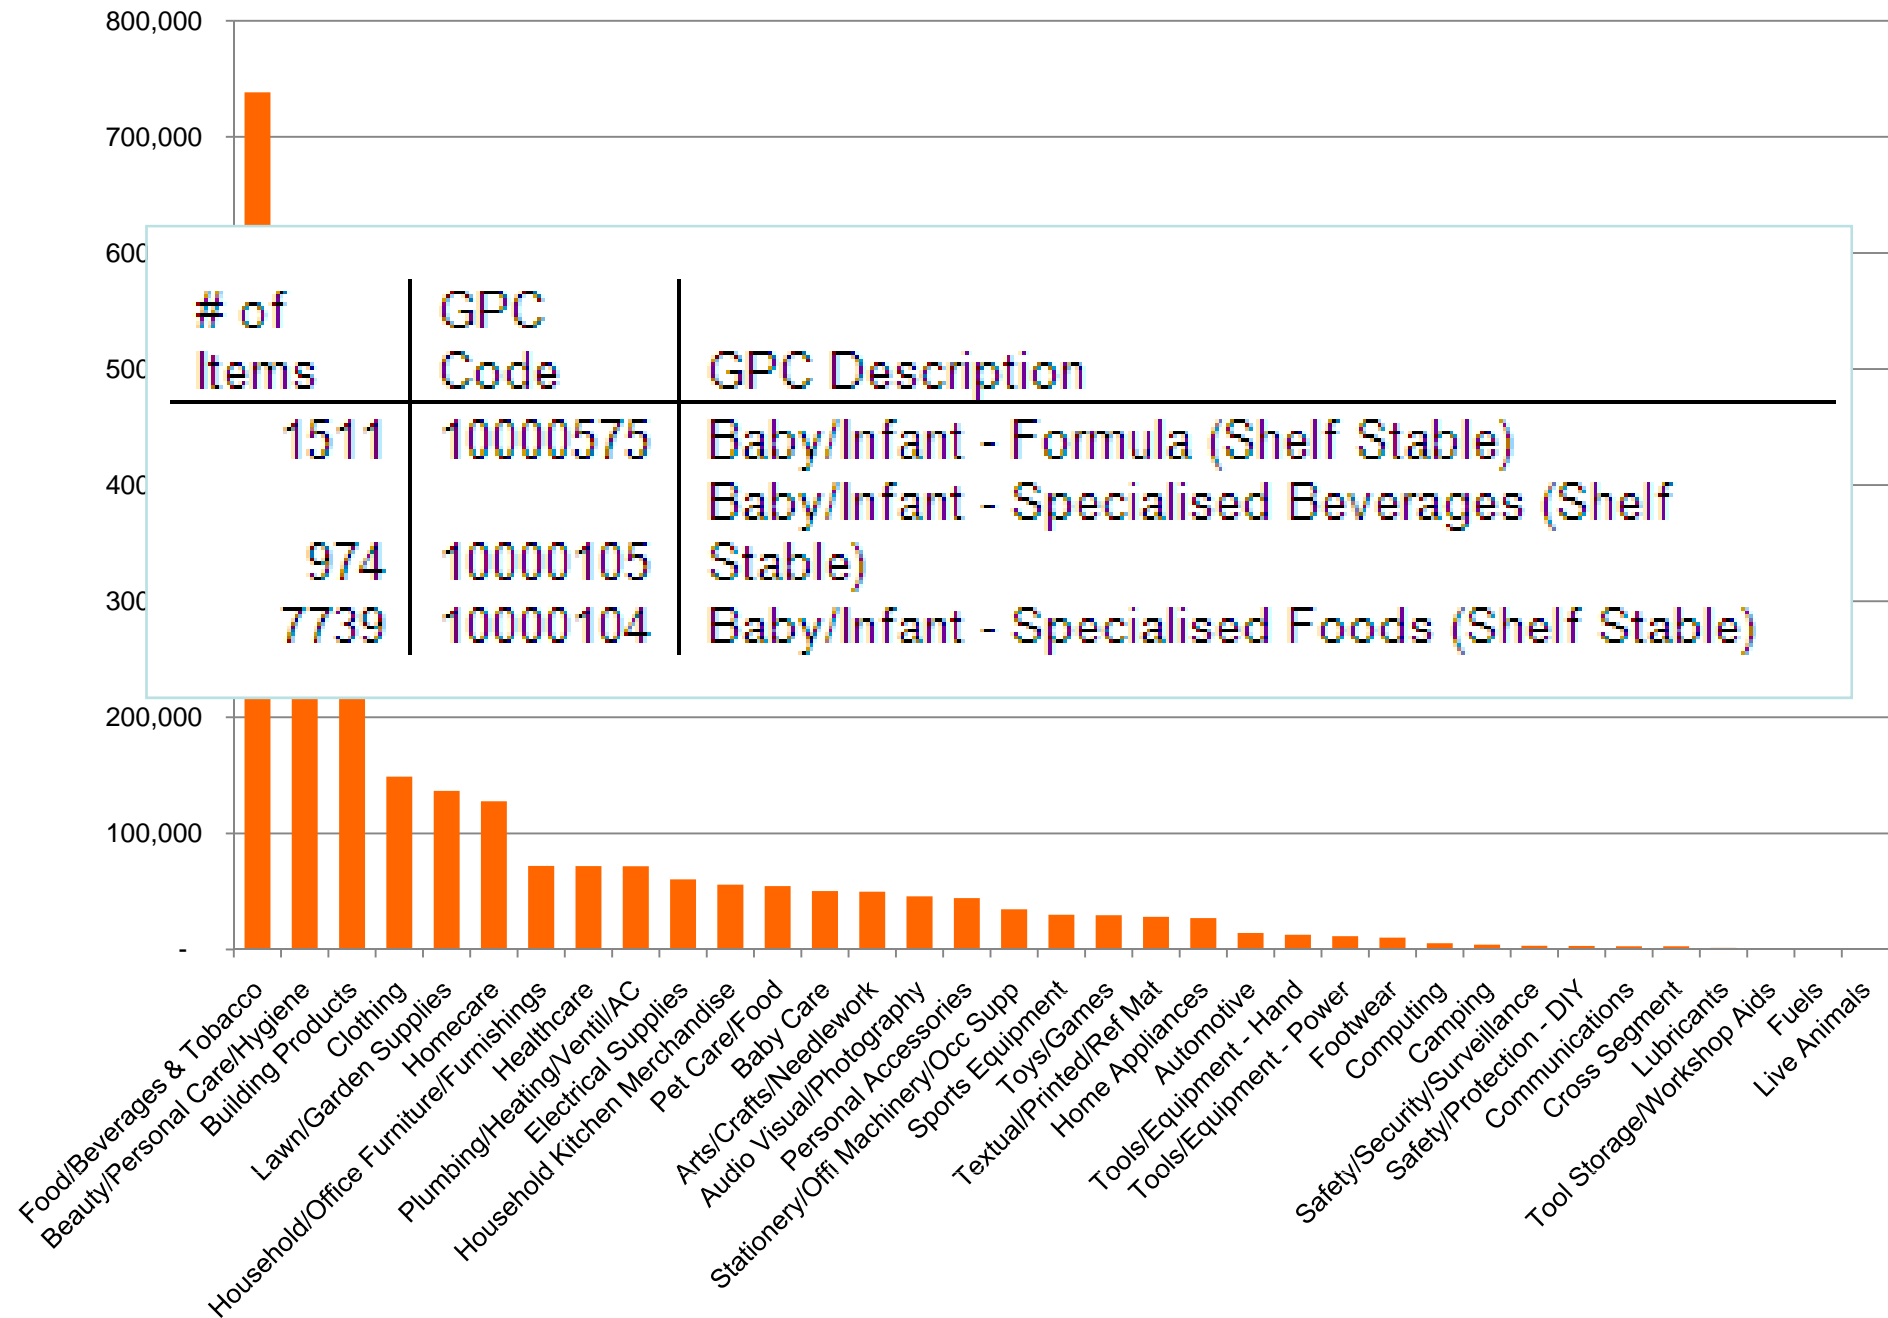 800,000
700,000
600
500
400
300
200,000
100,000
-
# of
Items
GPC
Code
GPC Description
1511 10000575 Baby/Infant - Formula (Shelf Stable)
Baby/Infant - Specialised Beverages (Shelf
974 10000105 Stable)
7739 10000104 Baby/Infant - Specialised Foods (Shelf Stable)
Food/Beverages & Tobacco
Beauty/Personal Care/Hygiene
Building Products
Clothing
Lawn/Garden Supplies
Homecare
Household/Office Furniture/Furnishings
Healthcare
Plumbing/Heating/Ventil/AC
Electrical Supplies
Household Kitchen Merchandise
Pet Care/Food
Baby Care
Arts/Crafts/Needlework
Audio Visual/Photography
Personal Accessories
Stationery/Offi Machinery/Occ Supp
Sports Equipment
Toys/Games
Textual/Printed/Ref Mat
Home Appliances
Automotive
Tools/Equipment - Hand
Tools/Equipment - Power
Footwear
Computing
Camping
Safety/Security/Surveillance
Safety/Protection - DIY
Communications
Cross Segment
Lubricants
Tool Storage/Workshop Aids
Fuels
Live Animals